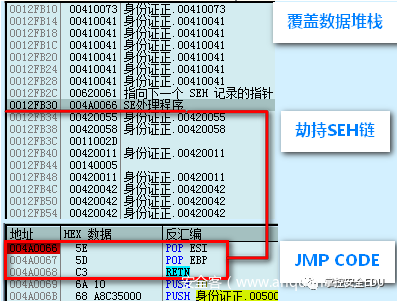 0012FB10 00410073 身份证正.00410073
0012FB14 00410041 身份证正.00410041
0012FB18 00410041 身份证正.00410041
0012FB1C 00410041 身份证正.00410041
0012FB20 00410041 身份证正.00410041
0012FB24 00410041 身份证正.00410041
0012FB28 00410041 身份证正.00410041
0012FB2C 00620061 指向下一个 SEH 记录的指针
0012FB30 004A0066 SE处理程序
0012FB34 00420055 身份证正.00420055
0012FB38 00420058 身份证正.00420058
0012FB3C 0011002D
0012FB40 00420011 身份证正.00420011
0012FB44 00140005
0012FB48 00420011 身份证正.00420011
0012FB4C 00420042 身份证正.00420042
0012FB50 00420042 身份证正.00420042
0012FB54 00420042 身份证正.00420042
覆盖数据堆栈
劫持SEH链
地址 HEX 数据 反汇编
004A0066 5E POP ESI
004A0067 5D POP EBP
004A0068 C3 RETN
004A0069 6A 10 PUSH
68 A8C35000 PUSH 身份证正.00500
JMP CODE
掌控安全EDU